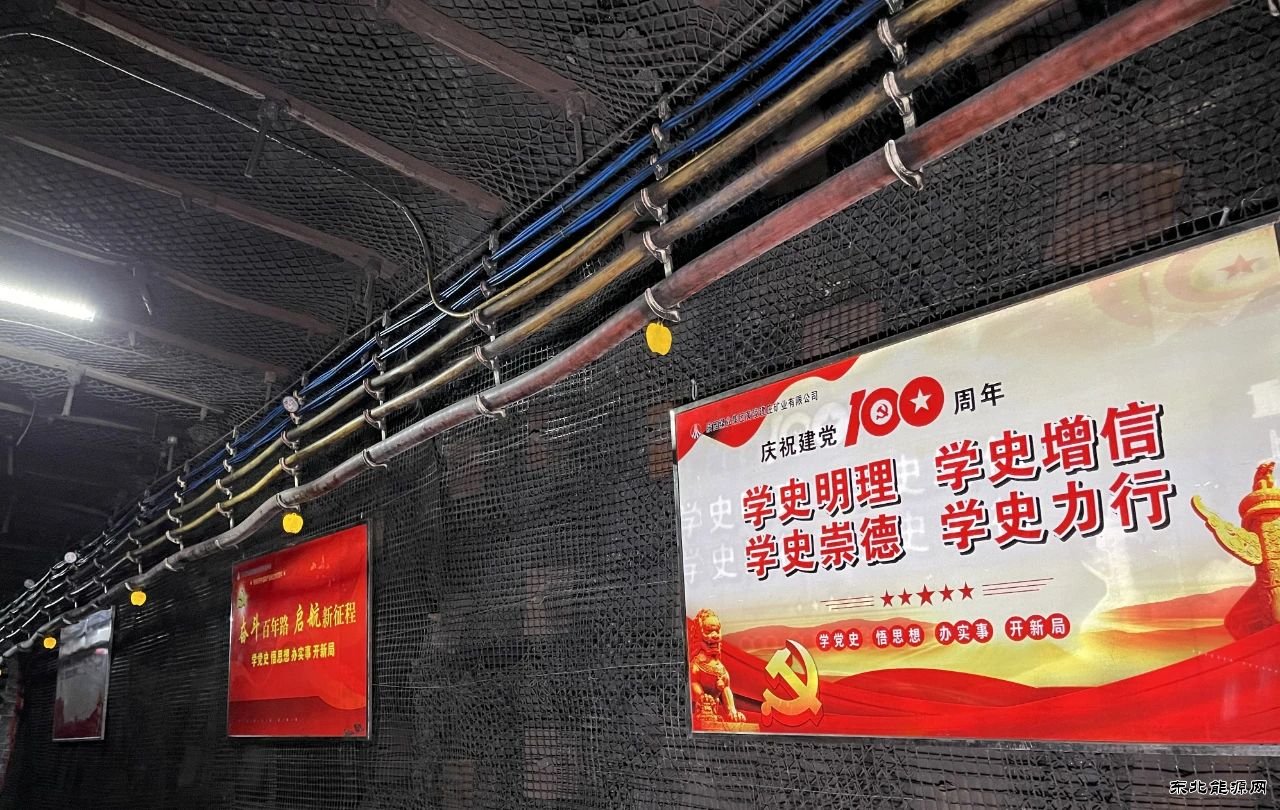 庆祝建党100周年
学史明理 学史增信
学史崇德 学史力行
学党史 悟思想 办实事 开新局
奋斗百年路 启航新征程
学党史 悟思想 办实事 开新局
东北能源网